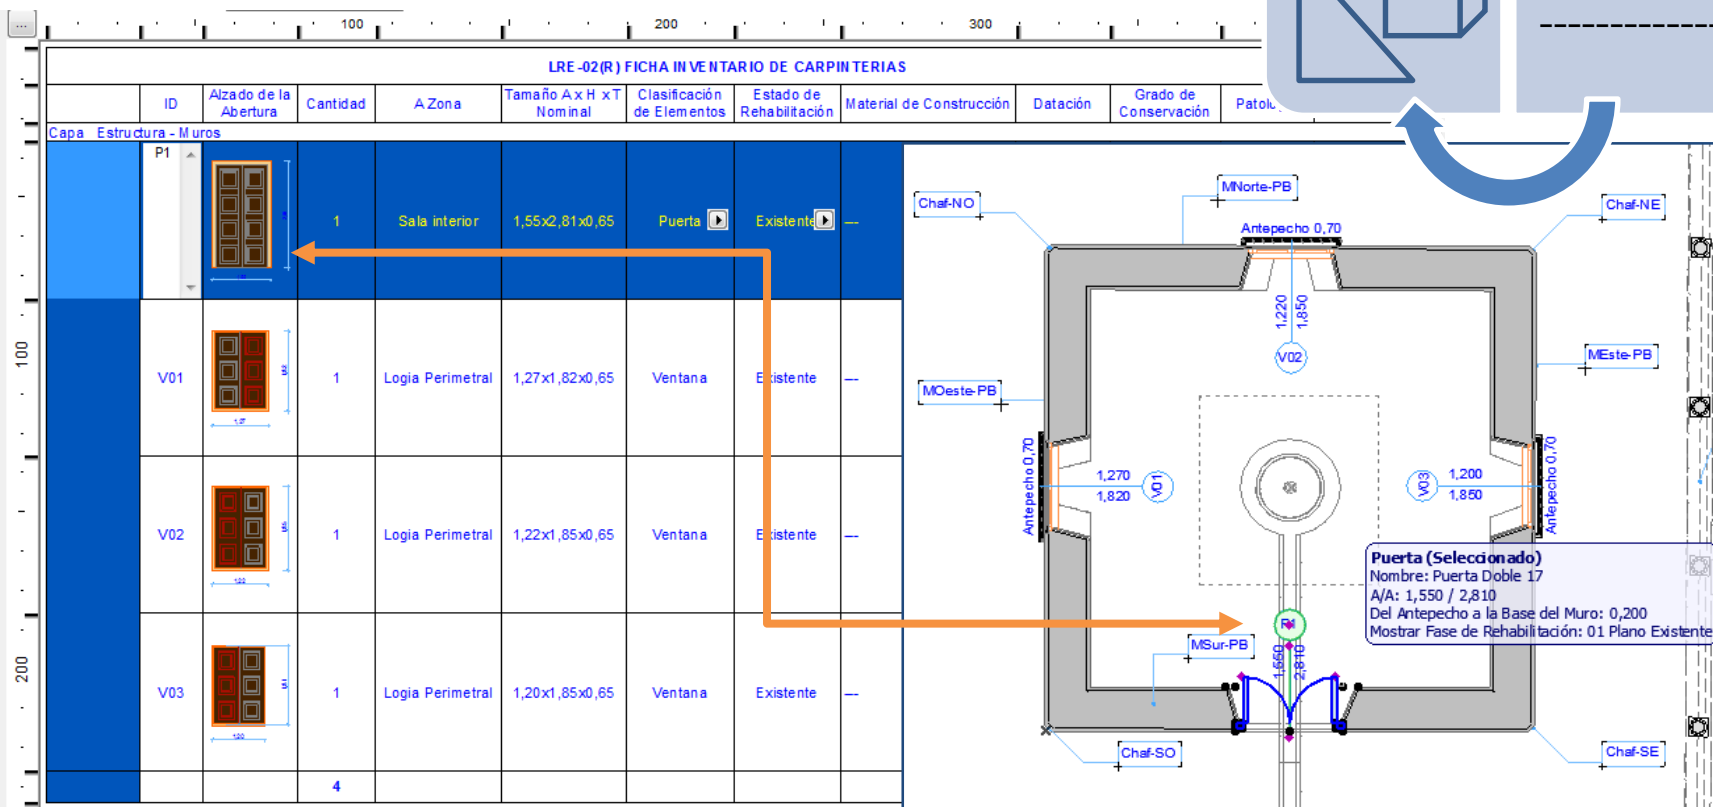 ...
100
200
300
LRE-02(R) FICHA INVENTARIO DE CARPINTERIAS
ID
Alzado de la Abertura
Cantidad
A Zona
Tamaño A x H x T Nominal
Clasificación de Elementos
Estado de Rehabilitación
Material de Construcción
Datación
Grado de Conservación
Capa Estructura - Muros
P1
1
Sala interior
1,55x2,81x0,65
Puerta
Existente
---
V01
1,27
1
Logia Perimetral
1,27x1,82x0,65
Ventana
Existente
---
V02
1
Logia Perimetral
1,22x1,85x0,65
Ventana
Existente
---
V03
1,20
1
Logia Perimetral
1,20x1,85x0,65
Ventana
Existente
---
4
100
200
Chaf-NO
MNorte-PB
Chaf-NE
Antepecho 0,70
1,220
1,850
V02
MEste-PB
MOeste-PB
Antepecho 0,70
1,270
1,820
V01
V03
1,200
1,850
Antepecho 0,70
Puerta (Seleccionado)
Nombre: Puerta Doble 17
A/A: 1,550 / 2,810
Del Antepecho a la Base del Muro: 0,200
Mostrar Fase de Rehabilitación: 01 Plano Existente
P1
1,550
2,810
MSur-PB
Chaf-SO
Chaf-SE